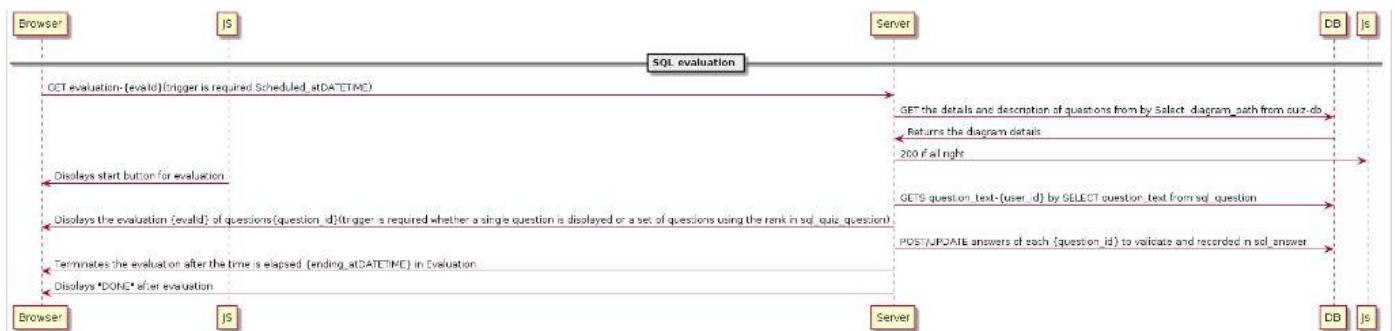 Browser JS Server DB Js
SQL evaluation
GET evaluation-{evalId}(trigger is required Scheduled_atDATETIME)
GET the details and description of questions from by Select diagram_path from quiz-db
Returns the diagram details
200 if all right
Displays start button for evaluation
GETS question_text-{user_id} by SELECT question_text from sql_question
Displays the evaluation {evalId} of questions{question_id}(trigger is required whether a single question is displayed or a set of questions using the rank in sql_quiz_question)
POST/UPDATE answers of each {question_id} to validate and recorded in sql_answer
Terminates the evaluation after the time is elapsed {ending_atDATETIME} in Evaluation
Displays "DONE" after evaluation
Browser JS Server DB Js